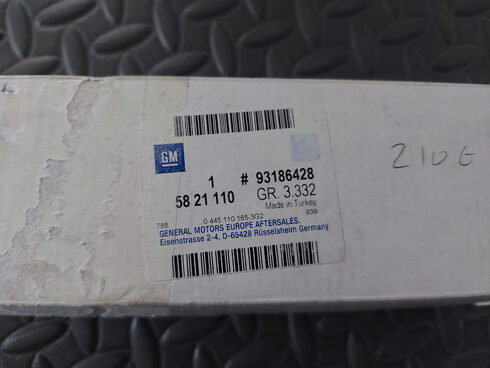 GM
1 # 93186428
58 21 110 GR. 3.332
Made in Turkey
788 0 445 110 165-3G2 939
GENERAL MOTORS EUROPE AFTERSALES.
Eisenstrasse 2-4, D-65428 Rüsselsheim Germany
210 €